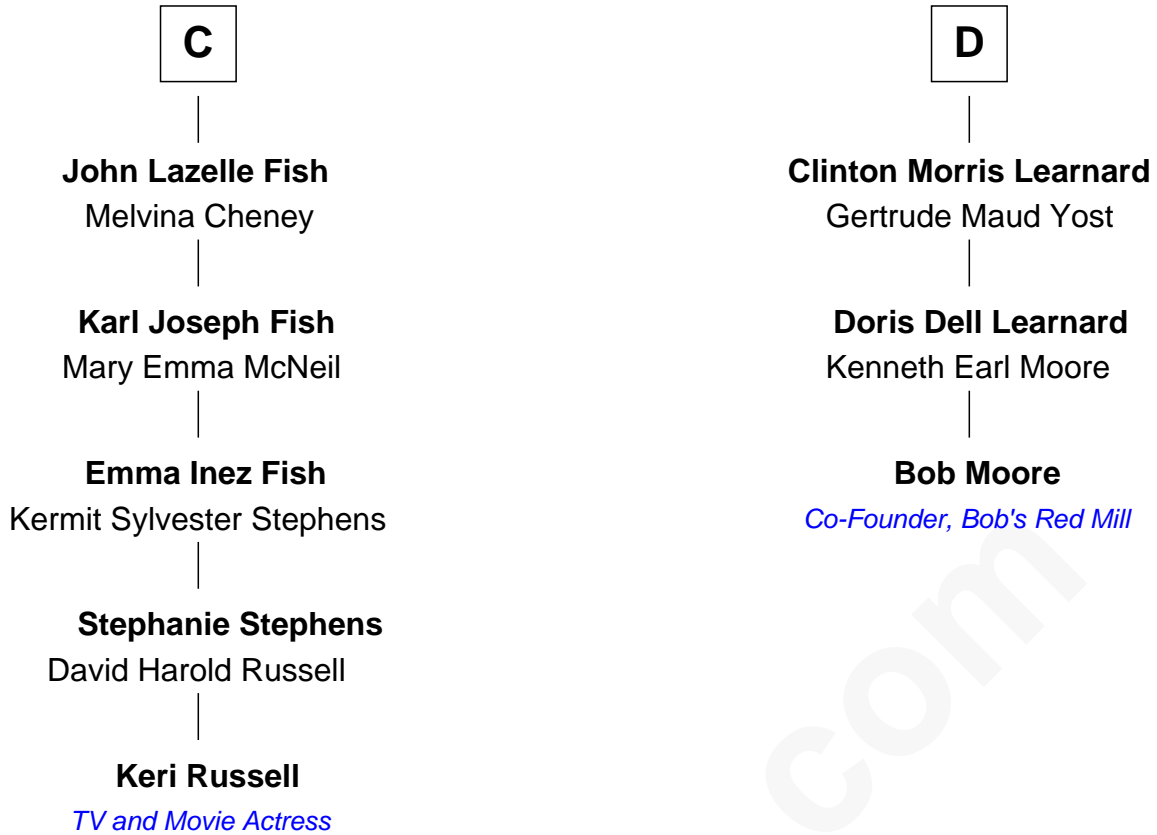 C
John Lazelle Fish
Melvina Cheney
Karl Joseph Fish
Mary Emma McNeil
Emma Inez Fish
Kermit Sylvester Stephens
Stephanie Stephens
David Harold Russell
Keri Russell
TV and Movie Actress
D
Clinton Morris Learnard
Gertrude Maud Yost
Doris Dell Learnard
Kenneth Earl Moore
Bob Moore
Co-Founder, Bob's Red Mill
com